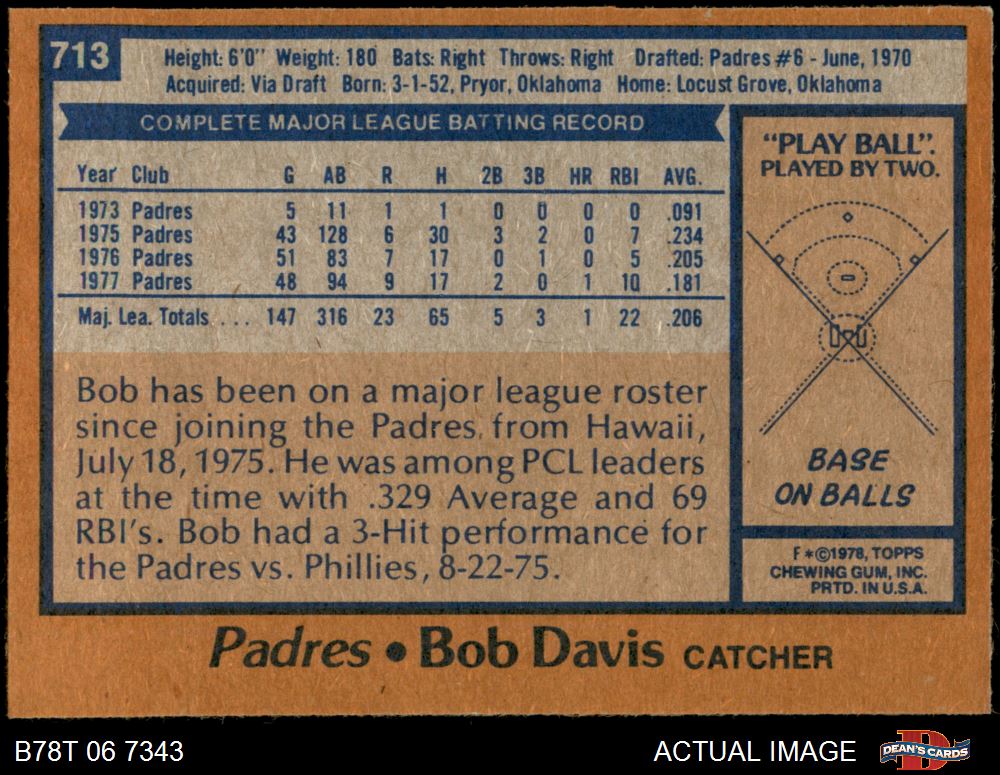 713
Height: 6'0" Weight: 180 Bats: Right Throws: Right Drafted: Padres #6 - June, 1970
Acquired: Via Draft Born: 3-1-52, Pryor, Oklahoma Home: Locust Grove, Oklahoma
COMPLETE MAJOR LEAGUE BATTING RECORD
Year Club G AB R H 2B 3B HR RBI AVG.
1973 Padres 5 11 1 1 0 0 0 0 .091
1975 Padres 43 128 6 30 3 2 0 7 .234
1976 Padres 51 83 7 17 0 1 0 5 .205
1977 Padres 48 94 9 17 2 0 1 10 .181
Maj. Lea. Totals . . . 147 316 23 65 5 3 1 22 .206
Bob has been on a major league roster
since joining the Padres from Hawaii,
July 18, 1975. He was among PCL leaders
at the time with .329 Average and 69
RBI's. Bob had a 3-Hit performance for
the Padres vs. Phillies, 8-22-75.
"PLAY BALL".
PLAYED BY TWO.
BASE
ON BALLS
F*©1978, TOPPS
CHEWING GUM, INC.
PRTD. IN U.S.A.
Padres • Bob Davis CATCHER
B78T 06 7343
ACTUAL IMAGE
D
DEAN'S CARDS